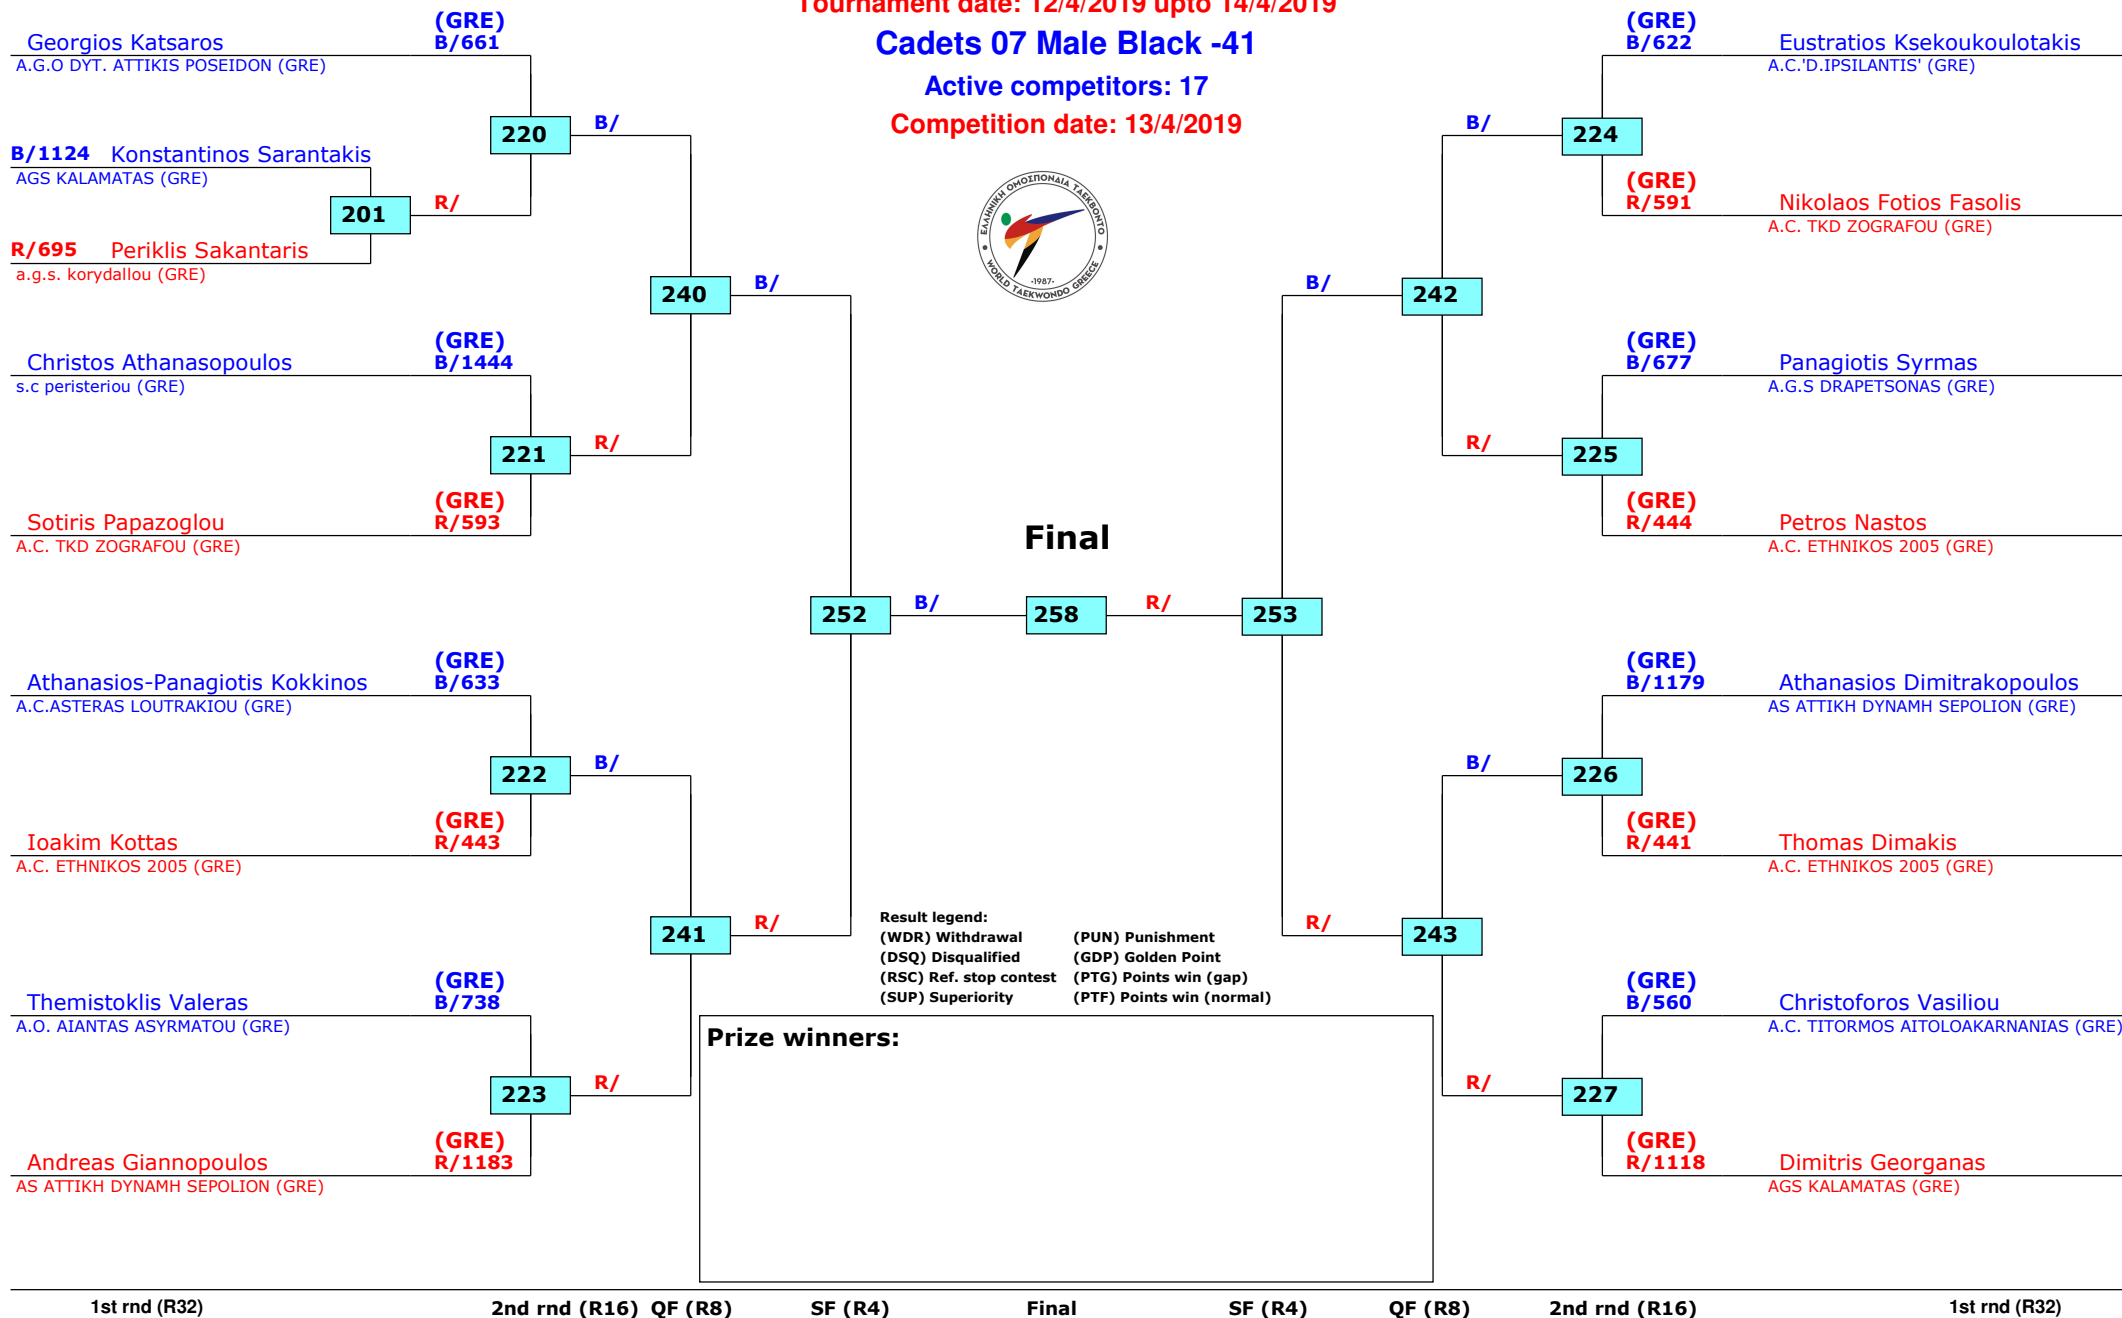 Tournament date: 12/4/2019 upto 14/4/2019
Cadets 07 Male Black -41
Active competitors: 17
Competition date: 13/4/2019
ΕΛΛΗΝΙΚΗ ΟΜΟΣΠΟΝΔΙΑ ΤΑΕΚΒΟΝΤΟ
-1987-
WORLD TAEKWONDO GREECE
(GRE)
Georgios Katsaros B/661
A.G.O DYT. ATTIKIS POSEIDON (GRE)
220 B/
B/1124 Konstantinos Sarantakis
AGS KALAMATAS (GRE)
201 R/
R/695 Periklis Sakantaris
a.g.s. korydallou (GRE)
240 B/
(GRE)
Christos Athanasopoulos B/1444
s.c peristeriou (GRE)
221 R/
(GRE)
Sotiris Papazoglou R/593
A.C. TKD ZOGRAFOU (GRE)
252 B/
(GRE)
Athanasios-Panagiotis Kokkinos B/633
A.C.ASTERAS LOUTRAKIOU (GRE)
222 B/
(GRE)
Ioakim Kottas R/443
A.C. ETHNIKOS 2005 (GRE)
241 R/
(GRE)
Themistoklis Valeras B/738
A.O. AIANTAS ASYRMATOU (GRE)
223 R/
(GRE)
Andreas Giannopoulos R/1183
AS ATTIKH DYNAMH SEPOLION (GRE)
Final
258
(GRE)
B/622 Eustratios Ksekoukoulotakis
A.C.'D.IPSILANTIS' (GRE)
B/ 224
(GRE)
R/591 Nikolaos Fotios Fasolis
A.C. TKD ZOGRAFOU (GRE)
B/ 242
(GRE)
B/677 Panagiotis Syrmas
A.G.S DRAPETSONAS (GRE)
R/ 225
(GRE)
R/444 Petros Nastos
A.C. ETHNIKOS 2005 (GRE)
R/ 253
(GRE)
B/1179 Athanasios Dimitrakopoulos
AS ATTIKH DYNAMH SEPOLION (GRE)
B/ 226
(GRE)
R/441 Thomas Dimakis
A.C. ETHNIKOS 2005 (GRE)
R/ 243
(GRE)
B/560 Christoforos Vasiliou
A.C. TITORMOS AITOLOAKARNANIAS (GRE)
R/ 227
(GRE)
R/1118 Dimitris Georganas
AGS KALAMATAS (GRE)
Result legend:
(WDR) Withdrawal (PUN) Punishment
(DSQ) Disqualified (GDP) Golden Point
(RSC) Ref. stop contest (PTG) Points win (gap)
(SUP) Superiority (PTF) Points win (normal)
Prize winners:
1st rnd (R32) 2nd rnd (R16) QF (R8) SF (R4) Final SF (R4) QF (R8) 2nd rnd (R16) 1st rnd (R32)